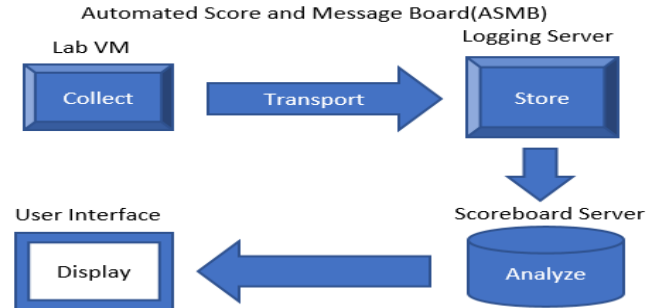 Automated Score and Message Board(ASMB)
Lab VM
Logging Server
Collect
Transport
Store
User Interface
Scoreboard Server
Display
Analyze